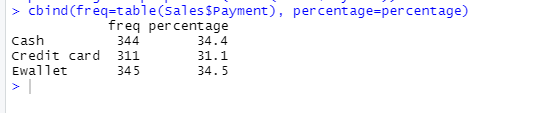 > cbind(freq=table(Sales$Payment), percentage=percentage)
freq percentage
Cash 344 34.4
Credit card 311 31.1
Ewallet 345 34.5
>